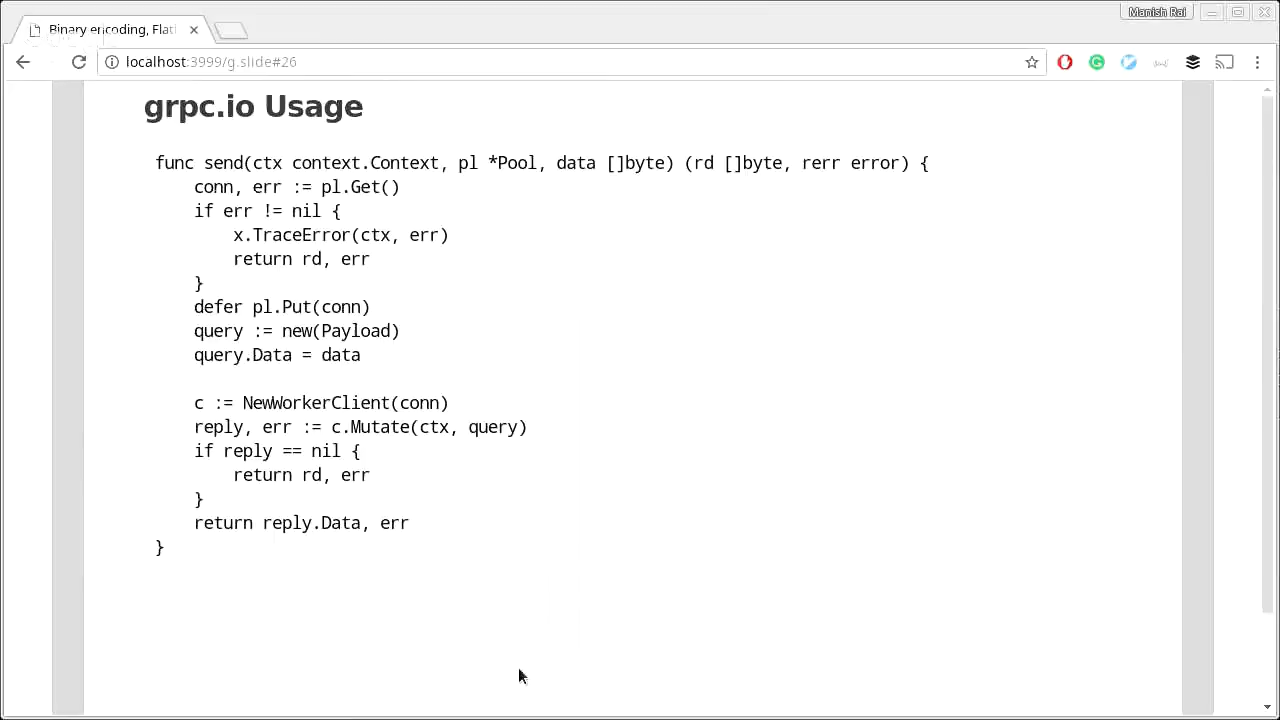 Manish Rai
Binary encoding, Flat
localhost:3999/g.slide#26
grpc.io Usage
func send(ctx context.Context, pl *Pool, data []byte) (rd []byte, rerr error) {
    conn, err := pl.Get()
    if err != nil {
        x.TraceError(ctx, err)
        return rd, err
    }
    defer pl.Put(conn)
    query := new(Payload)
    query.Data = data

    c := NewWorkerClient(conn)
    reply, err := c.Mutate(ctx, query)
    if reply == nil {
        return rd, err
    }
    return reply.Data, err
}